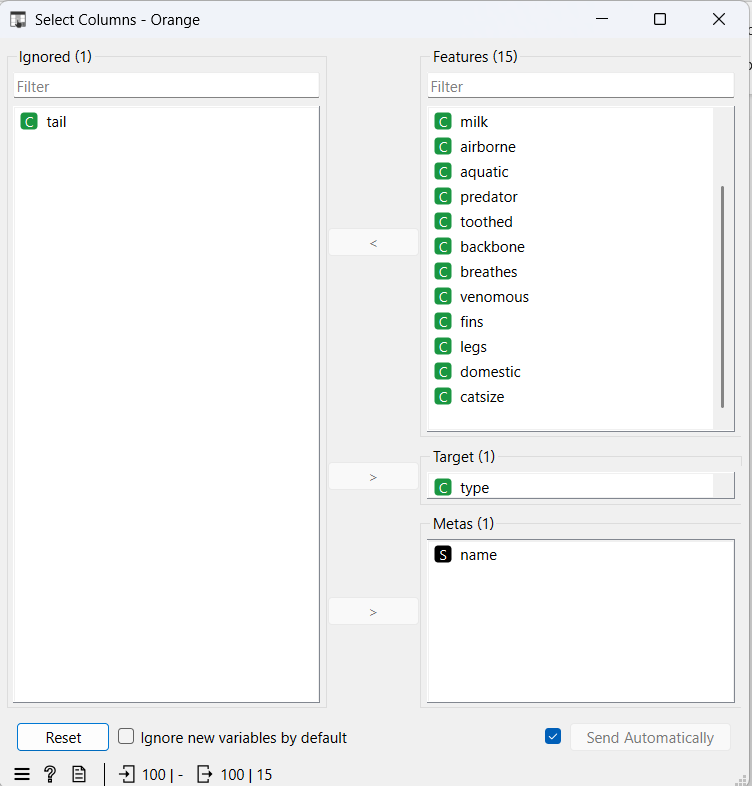 Select Columns - Orange
Ignored (1)
Filter
C tail
<
>
>
Features (15)
Filter
C milk
C airborne
C aquatic
C predator
C toothed
C backbone
C breathes
C venomous
C fins
C legs
C domestic
C catsize
Target (1)
C type
Metas (1)
S name
Reset Ignore new variables by default Send Automatically
? 100 | - 100 | 15